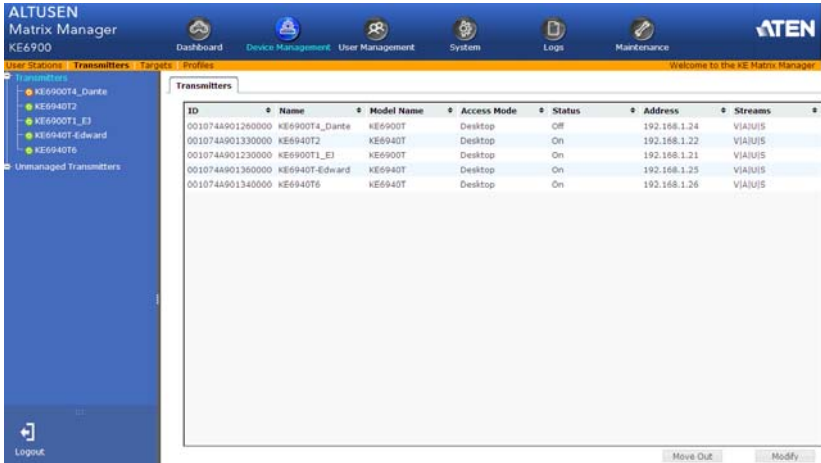 ALTUSEN
Matrix Manager
KE6900
Dashboard Device Management User Management System Logs Maintenance
ATEN
User Stations Transmitters Targets Profiles
Welcome to the KE Matrix Manager
Transmitters
KE6900T4_Dante
KE6940T2
KE6900T1_EJ
KE6940T-Edward
KE6940T6
Unmanaged Transmitters
Transmitters
ID Name Model Name Access Mode Status Address Streams
001074A901260000 KE6900T4_Dante KE6900T Desktop Off 192.168.1.24 V|A|U|S
001074A901330000 KE6940T2 KE6940T Desktop On 192.168.1.22 V|A|U|S
001074A901230000 KE6900T1_EJ KE6900T Desktop On 192.168.1.21 V|A|U|S
001074A901360000 KE6940T-Edward KE6940T Desktop On 192.168.1.25 V|A|U|S
001074A901340000 KE6940T6 KE6940T Desktop On 192.168.1.26 V|A|U|S
Logout
Move Out Modify